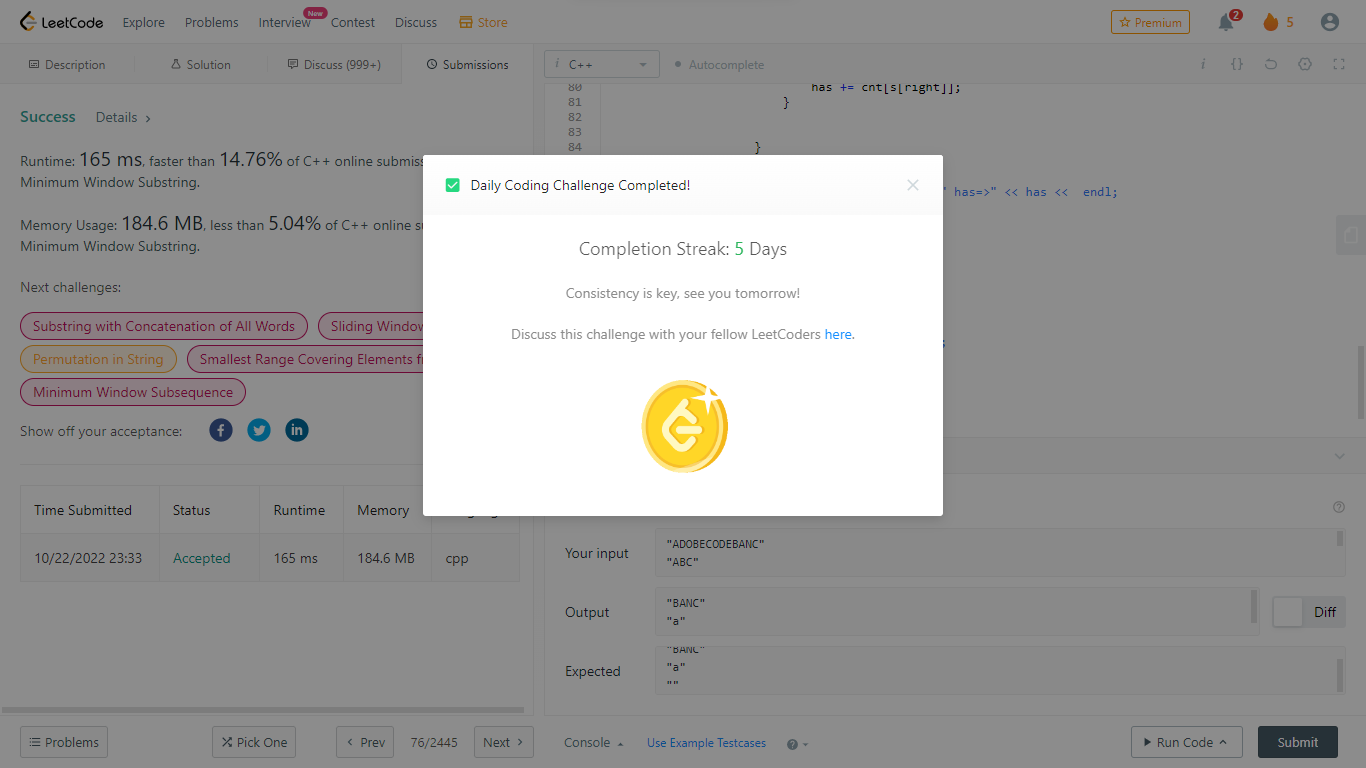 LeetCode Explore Problems Interview New Contest Discuss Store Premium 2 5
Description Solution Discuss (999+) Submissions
i C++ Autocomplete i {}
Success Details >
Runtime: 165 ms, faster than 14.76% of C++ online
Minimum Window Substring.
Memory Usage: 184.6 MB, less than 5.04% of C++ online
Minimum Window Substring.
Next challenges:
Substring with Concatenation of All Words
Sliding Window
Permutation in String
Smallest Range Covering Elements
Minimum Window Subsequence
Show off your acceptance:
Time Submitted Status Runtime Memory
10/22/2022 23:33 Accepted 165 ms 184.6 MB cpp
80 has += cnt[s[right]];
81 }
82
83
84 }
has=>" << has << endl;
Daily Coding Challenge Completed!
Completion Streak: 5 Days
Consistency is key, see you tomorrow!
Discuss this challenge with your fellow LeetCoders here.
Your input
"ADOBECODEBANC"
"ABC"
Output
"BANC"
"a"
Diff
Expected
"BANC"
"a"
""
Problems Pick One < Prev 76/2445 Next >
Console Use Example Testcases ? Run Code Submit